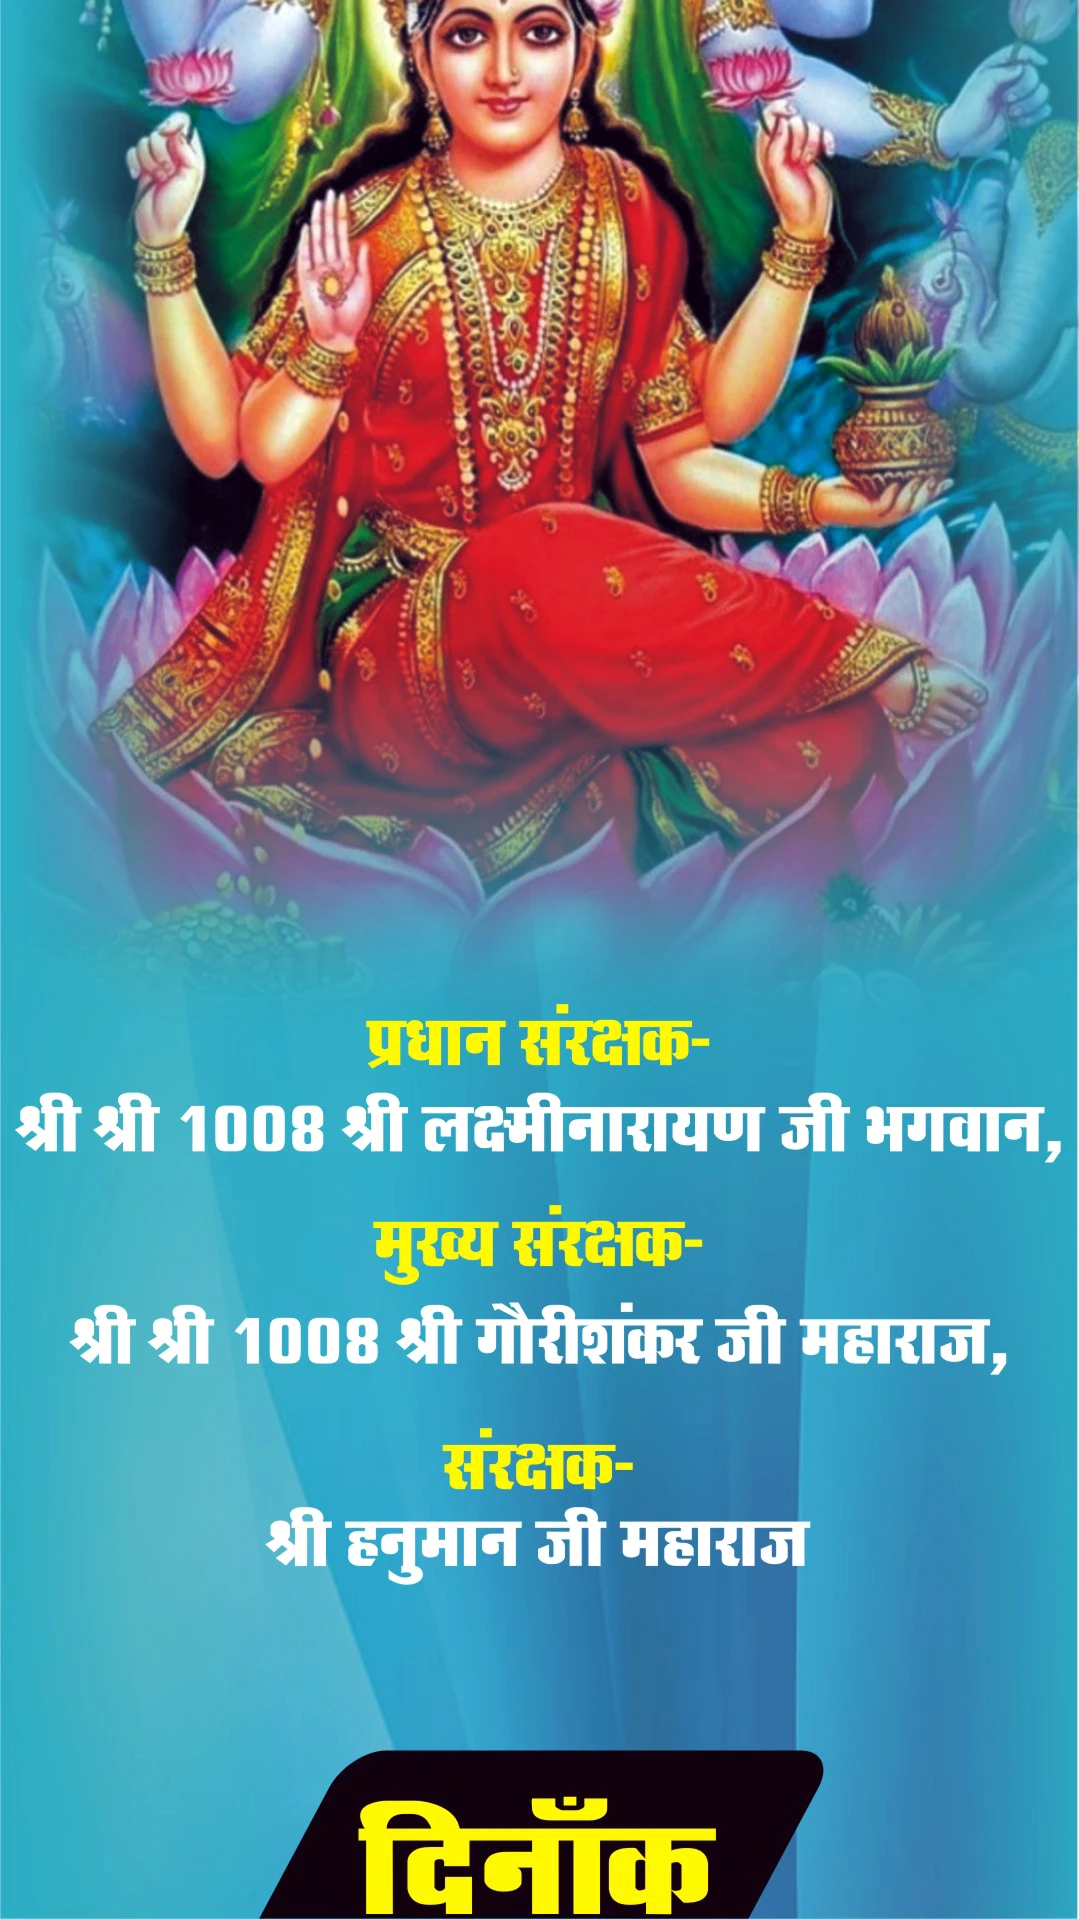 प्रधान संरक्षक-
श्री श्री 1008 श्री लक्ष्मीनारायण जी भगवान,
मुख्य संरक्षक-
श्री श्री 1008 श्री गौरीशंकर जी महाराज,
संरक्षक-
श्री हनुमान जी महाराज
दिनाँक